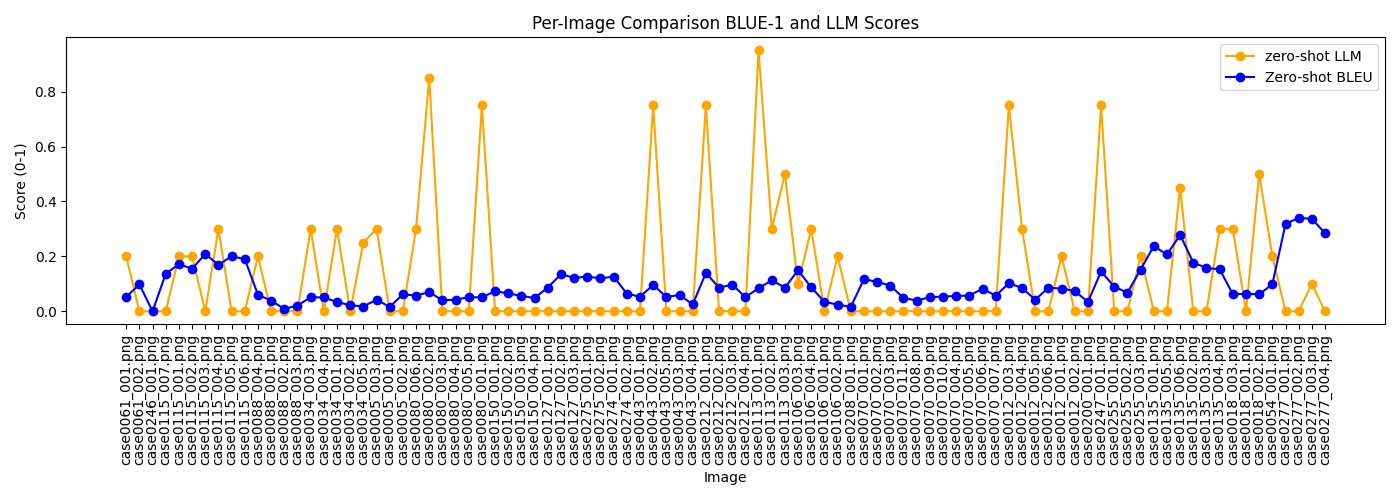 Per-Image Comparison BLUE-1 and LLM Scores
zero-shot LLM
Zero-shot BLEU
Score (0-1)
0.8
0.6
0.4
0.2
0.0
case0061_001.png
case0061_002.png
case0246_001.png
case0115_007.png
case0115_001.png
case0115_002.png
case0115_003.png
case0115_004.png
case0115_005.png
case0115_006.png
case0088_004.png
case0088_001.png
case0088_002.png
case0088_003.png
case0034_003.png
case0034_004.png
case0034_001.png
case0034_002.png
case0034_005.png
case0005_003.png
case0005_001.png
case0005_002.png
case0080_006.png
case0080_002.png
case0080_003.png
case0080_004.png
case0080_005.png
case0080_001.png
case0150_001.png
case0150_002.png
case0150_003.png
case0150_004.png
case0127_001.png
case0127_002.png
case0127_003.png
case0275_002.png
case0274_001.png
case0274_002.png
case0043_001.png
case0043_002.png
case0043_003.png
case0043_004.png
case0212_001.png
case0212_002.png
case0212_003.png
case0212_004.png
case0113_001.png
case0113_002.png
case0113_003.png
case0106_003.png
case0106_004.png
case0106_001.png
case0106_002.png
case0208_001.png
case0070_001.png
case0070_002.png
case0070_003.png
case0070_011.png
case0070_008.png
case0070_009.png
case0070_010.png
case0070_004.png
case0070_005.png
case0070_006.png
case0070_007.png
case0012_003.png
case0012_004.png
case0012_005.png
case0012_006.png
case0012_001.png
case0012_002.png
case2000_001.png
case0247_001.png
case0255_001.png
case0255_002.png
case0255_003.png
case0135_001.png
case0135_005.png
case0135_006.png
case0135_002.png
case0135_003.png
case0135_004.png
case0018_003.png
case0018_001.png
case0018_002.png
case0054_001.png
case0277_001.png
case0277_002.png
case0277_003.png
case0277_004.png
Image